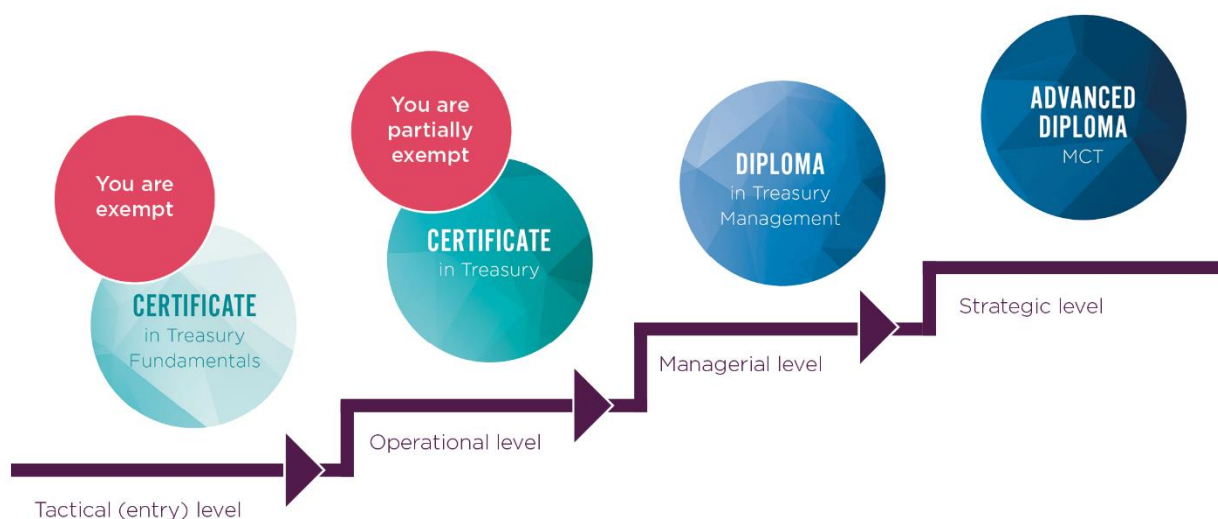 You are
exempt
CERTIFICATE
in Treasury
Fundamentals
Tactical (entry) level
You are
partially
exempt
CERTIFICATE
in Treasury
Operational level
DIPLOMA
in Treasury
Management
Managerial level
ADVANCED
DIPLOMA
MCT
Strategic level